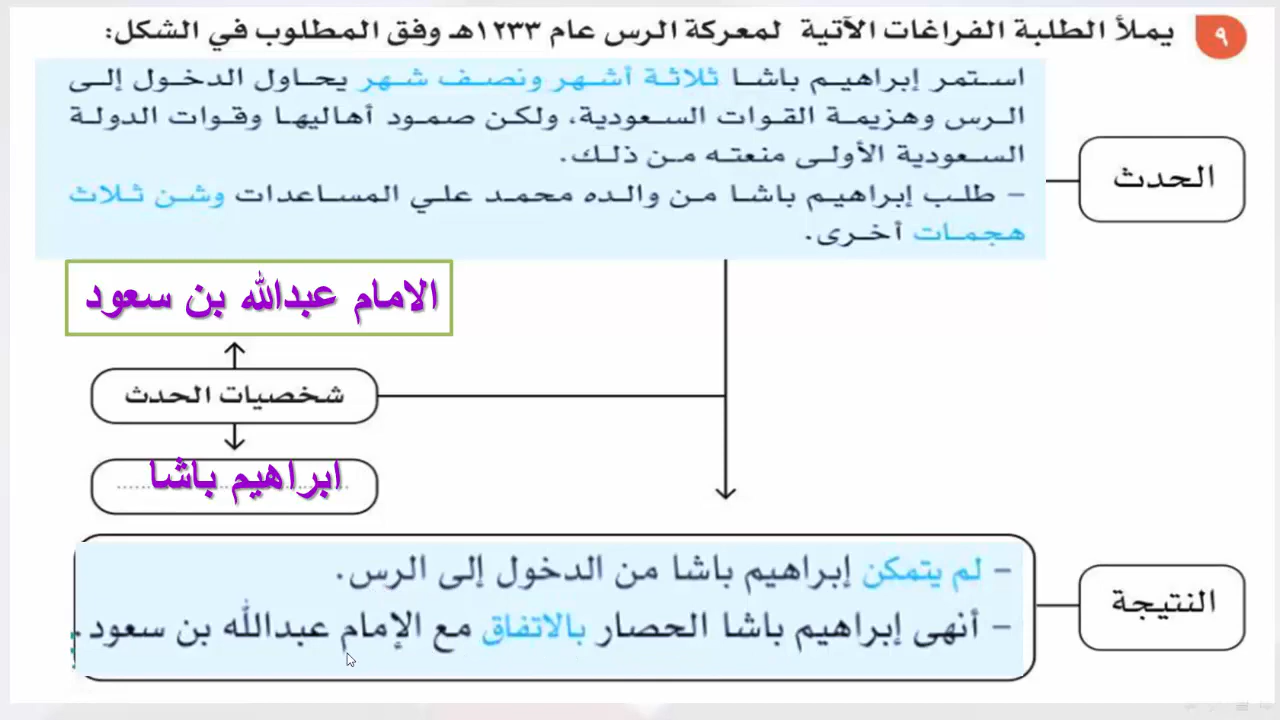 ٩ يملأ الطلبة الفراغات الآتية لمعركة الرس عام ١٢٣٣هـ وفق المطلوب في الشكل:
الحدث
استمر إبراهيم باشا ثلاثة أشهر ونصف شهر يحاول الدخول إلى
الرس وهزيمة القوات السعودية، ولكن صمود أهاليها وقوات الدولة
السعودية الأولى منعته من ذلك.
– طلب إبراهيم باشا من والده محمد علي المساعدات وشن ثلاث
هجمات أخرى.
الامام عبدالله بن سعود
شخصيات الحدث
ابراهيم باشا
النتيجة
– لم يتمكن إبراهيم باشا من الدخول إلى الرس.
– أنهى إبراهيم باشا الحصار بالاتفاق مع الإمام عبدالله بن سعود